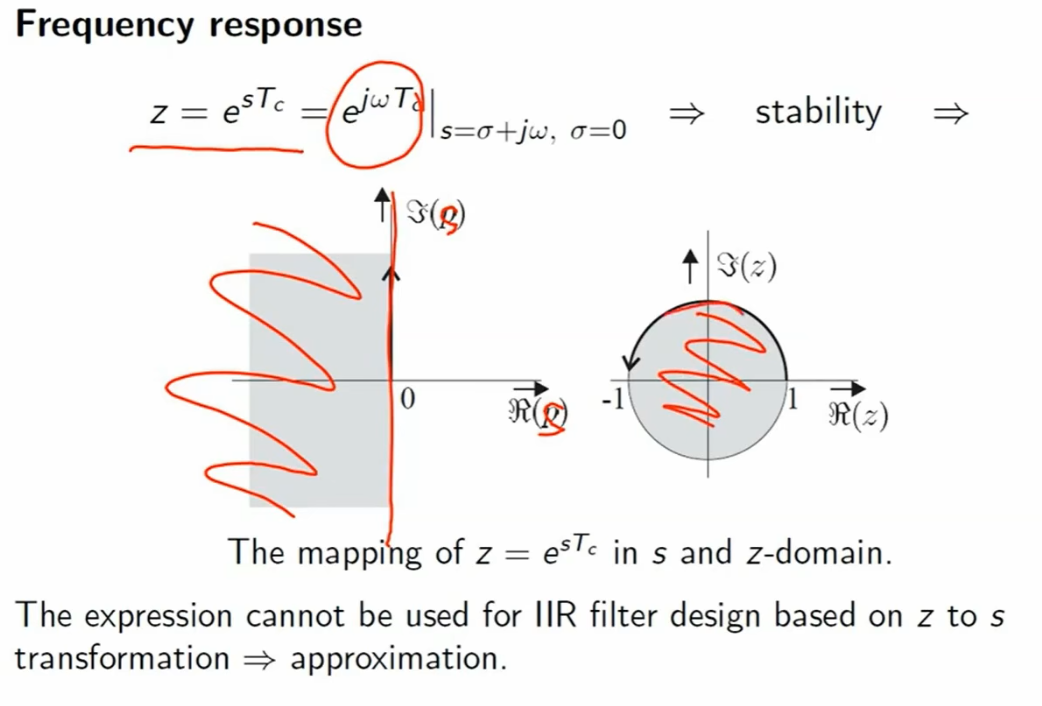 Frequency response
z = e^{sT_c} = e^{jωT_c}|_{s=σ+jω, σ=0} ⇒ stability ⇒
ℑ(s)
ℑ(z)
0
ℜ(s)
-1
1
ℜ(z)
The mapping of z = e^{sT_c} in s and z-domain.
The expression cannot be used for IIR filter design based on z to s
transformation ⇒ approximation.